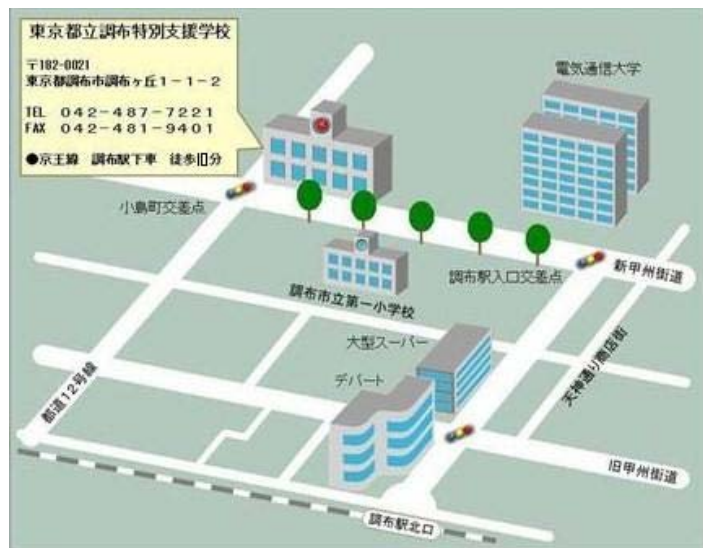 東京都立調布特別支援学校
〒182-0021
東京都調布市調布ヶ丘1-1-2
TEL 042-487-7221
FAX 042-481-9401
●京王線 調布駅下車 徒歩10分
電気通信大学
小島町交差点
調布市立第一小学校
調布駅入口交差点
新甲州街道
大型スーパー
デパート
天神通り商店街
都道12号線
旧甲州街道
調布駅北口